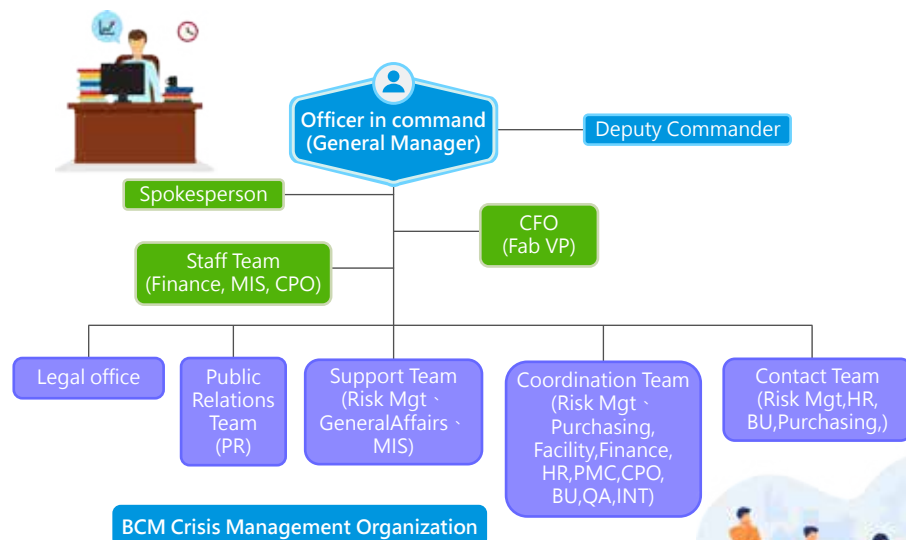 Officer in command
(General Manager)
Deputy Commander
Spokesperson
CFO
(Fab VP)
Staff Team
(Finance, MIS, CPO)
Legal office
Public
Relations
Team
(PR)
Support Team
(Risk Mgt、
GeneralAffairs、
MIS)
Coordination Team
(Risk Mgt、
Purchasing,
Facility,Finance,
HR,PMC,CPO,
BU,QA,INT)
Contact Team
(Risk Mgt,HR,
BU,Purchasing,)
BCM Crisis Management Organization